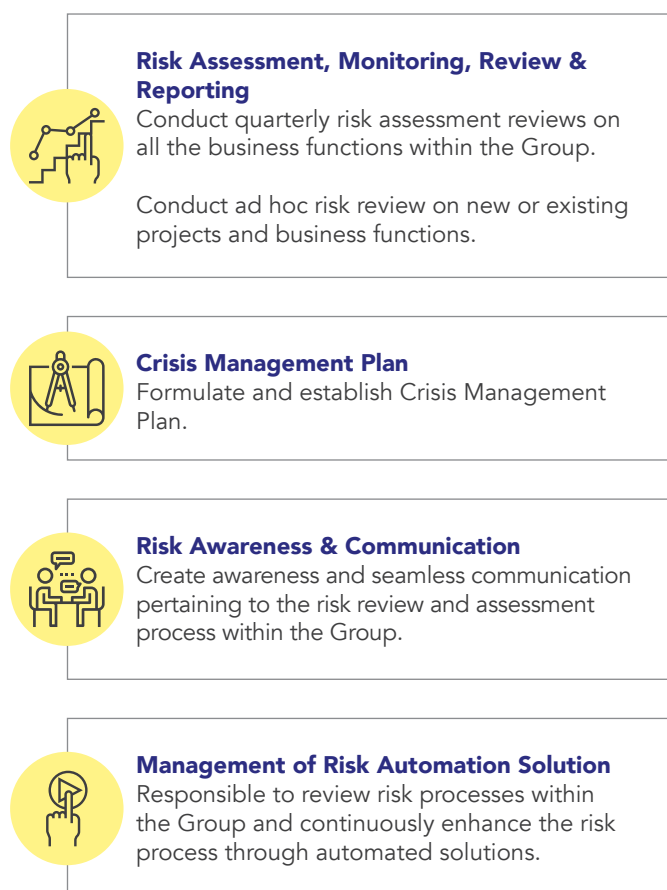 Risk Assessment, Monitoring, Review &
Reporting
Conduct quarterly risk assessment reviews on
all the business functions within the Group.
Conduct ad hoc risk review on new or existing
projects and business functions.
Crisis Management Plan
Formulate and establish Crisis Management
Plan.
Risk Awareness & Communication
Create awareness and seamless communication
pertaining to the risk review and assessment
process within the Group.
Management of Risk Automation Solution
Responsible to review risk processes within
the Group and continuously enhance the risk
process through automated solutions.